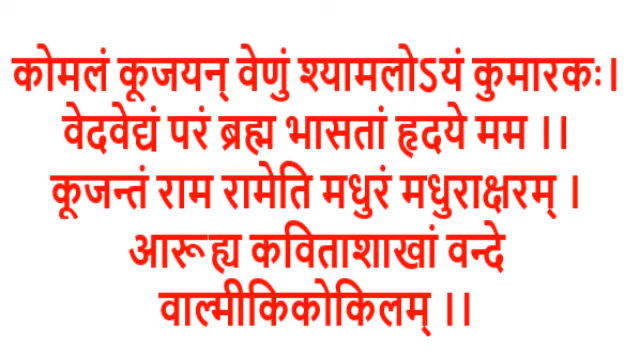 कोमलं कूजयन् वेणुं श्यामलोऽयं कुमारकः।
वेदवेद्यं परं ब्रह्म भासतां हृदये मम ।।
कूजन्तं राम रामेति मधुरं मधुराक्षरम् ।
आरूह्य कविताशाखां वन्दे
वाल्मीकिकोकिलम् ।।